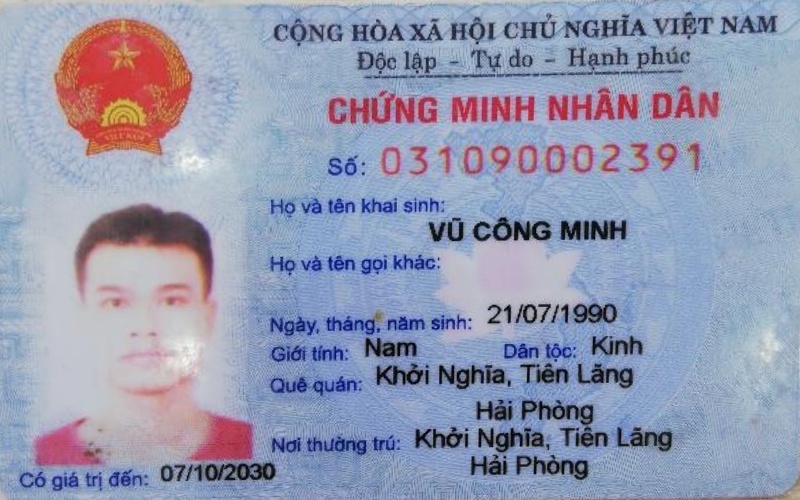 CỘNG HÒA XÃ HỘI CHỦ NGHĨA VIỆT NAM
Độc lập - Tự do - Hạnh phúc
CHỨNG MINH NHÂN DÂN
Số: 031090002391
Họ và tên khai sinh:
VŨ CÔNG MINH
Họ và tên gọi khác:
Ngày, tháng, năm sinh: 21/07/1990
Giới tính: Nam Dân tộc: Kinh
Quê quán: Khởi Nghĩa, Tiên Lãng
Hải Phòng
Nơi thường trú: Khởi Nghĩa, Tiên Lãng
Hải Phòng
Có giá trị đến: 07/10/2030